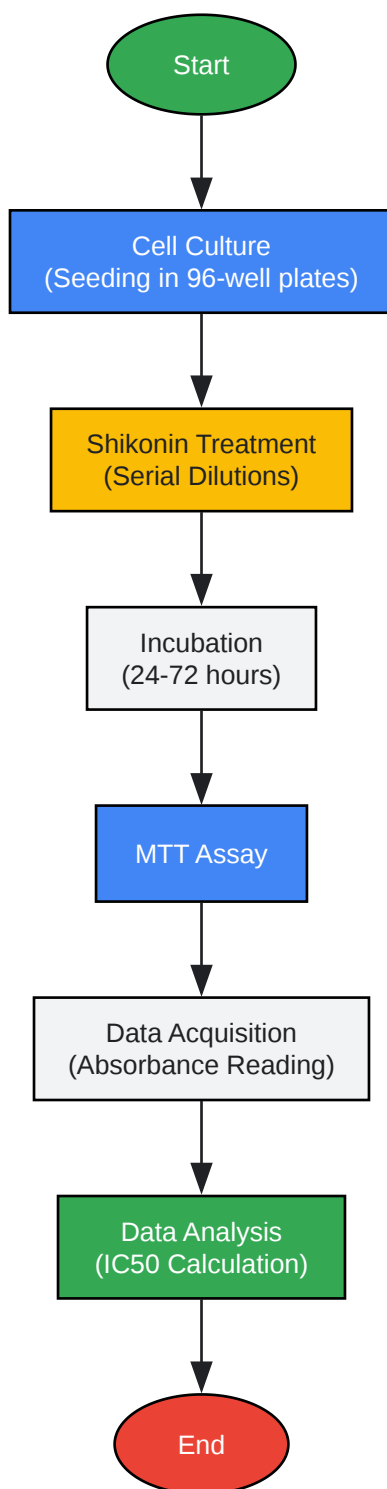 Start
Cell Culture
(Seeding in 96-well plates)
Shikonin Treatment
(Serial Dilutions)
Incubation
(24-72 hours)
MTT Assay
Data Acquisition
(Absorbance Reading)
Data Analysis
(IC50 Calculation)
End